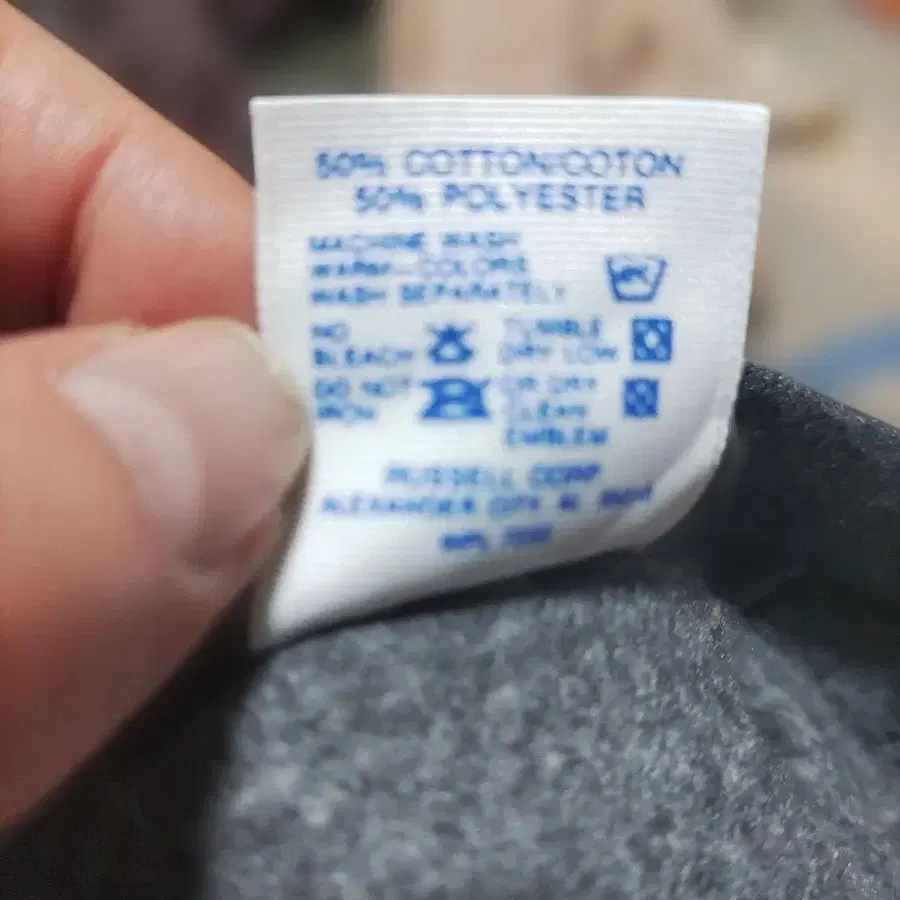 50% COTTON/COTON
50% POLYESTER
MACHINE WASH
WARM—COLORS
WASH SEPARATELY
NO
BLEACH
TUMBLE
DRY LOW
DO NOT
IRON
OR DRY
CLEAN
EMBLEM
RUSSELL CORP
ALEXANDER CITY AL